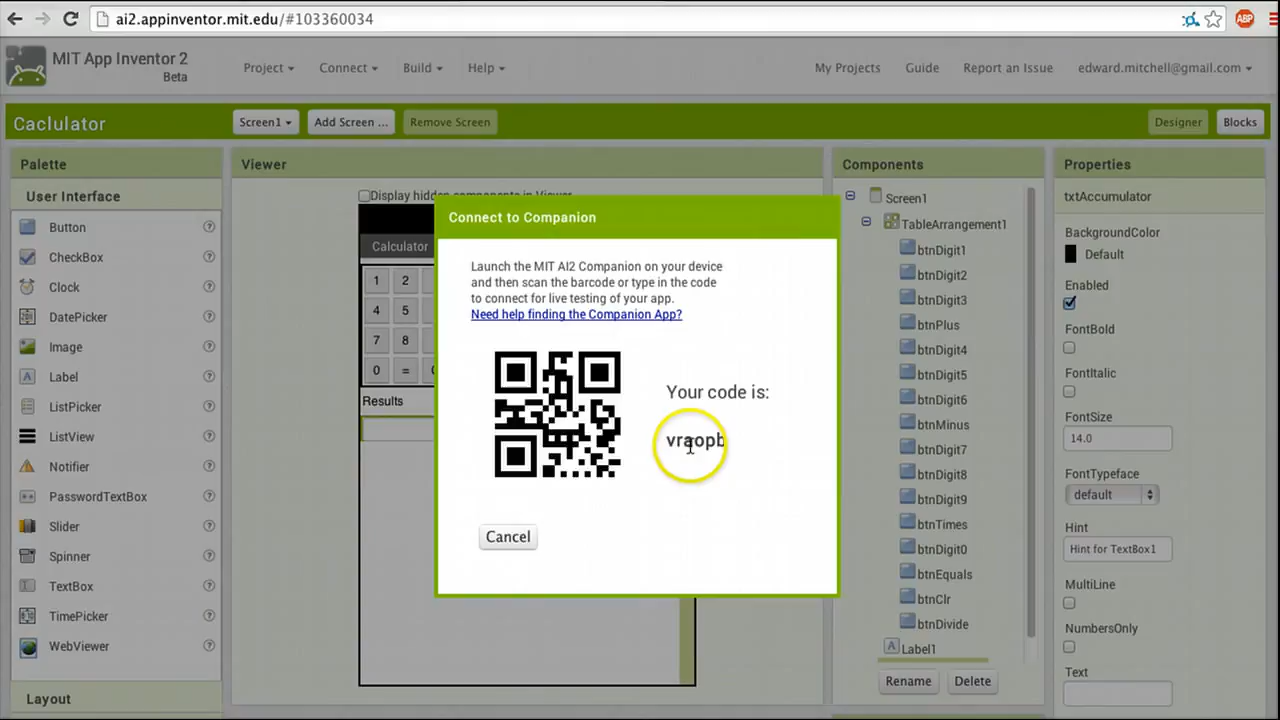 ai2.appinventor.mit.edu/#103360034
ABP
MIT App Inventor 2
Beta
Project
Connect
Build
Help
My Projects
Guide
Report an Issue
edward.mitchell@gmail.com
Caclulator
Screen1
Add Screen ...
Remove Screen
Designer
Blocks
Palette
User Interface
Button
CheckBox
Clock
DatePicker
Image
Label
ListPicker
ListView
Notifier
PasswordTextBox
Slider
Spinner
TextBox
TimePicker
WebViewer
Layout
Viewer
Display hidden components in Viewer
Calculator
1 2
4 5
7 8
0 =
Results
Connect to Companion
Launch the MIT AI2 Companion on your device
and then scan the barcode or type in the code
to connect for live testing of your app.
Need help finding the Companion App?
Your code is:
Cancel
Components
Screen1
TableArrangement1
btnDigit1
btnDigit2
btnDigit3
btnPlus
btnDigit4
btnDigit5
btnDigit6
btnMinus
btnDigit7
btnDigit8
btnDigit9
btnTimes
btnDigit0
btnEquals
btnClr
btnDivide
A Label1
Rename
Delete
Properties
txtAccumulator
BackgroundColor
Default
Enabled
FontBold
FontItalic
FontSize
14.0
FontTypeface
default
Hint
Hint for TextBox1
MultiLine
NumbersOnly
Text